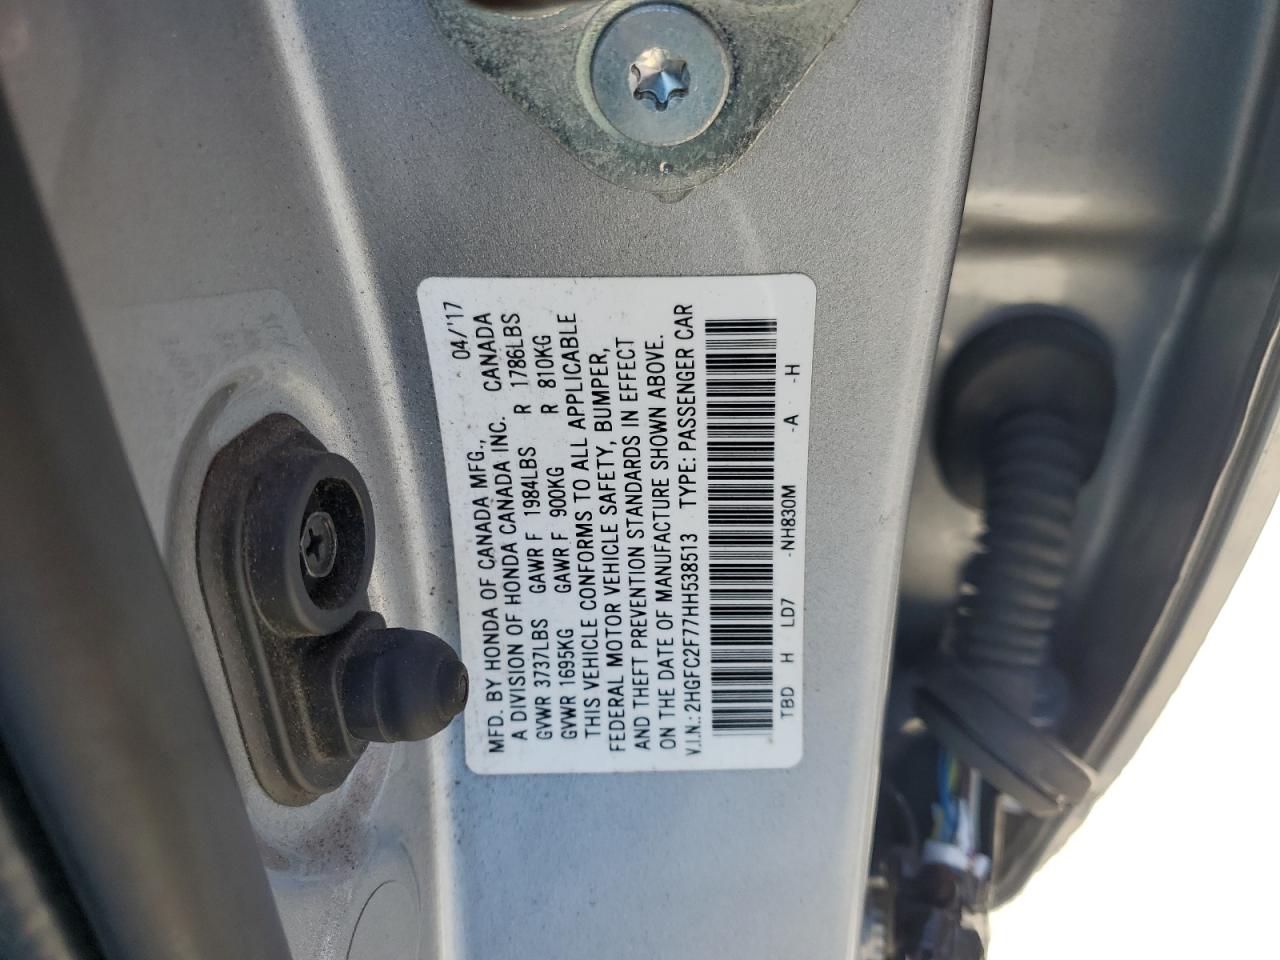 MFD. BY HONDA OF CANADA MFG., 04/'17
A DIVISION OF HONDA CANADA INC. CANADA
GVWR 3737LBS GAWR F 1984LBS R 1786LBS
GVWR 1695KG GAWR F 900KG R 810KG
THIS VEHICLE CONFORMS TO ALL APPLICABLE
FEDERAL MOTOR VEHICLE SAFETY, BUMPER,
AND THEFT PREVENTION STANDARDS IN EFFECT
ON THE DATE OF MANUFACTURE SHOWN ABOVE.
V.I.N.: 2HGFC2F77HH538513 TYPE: PASSENGER CAR
TBD H LD7 -NH830M -A -H